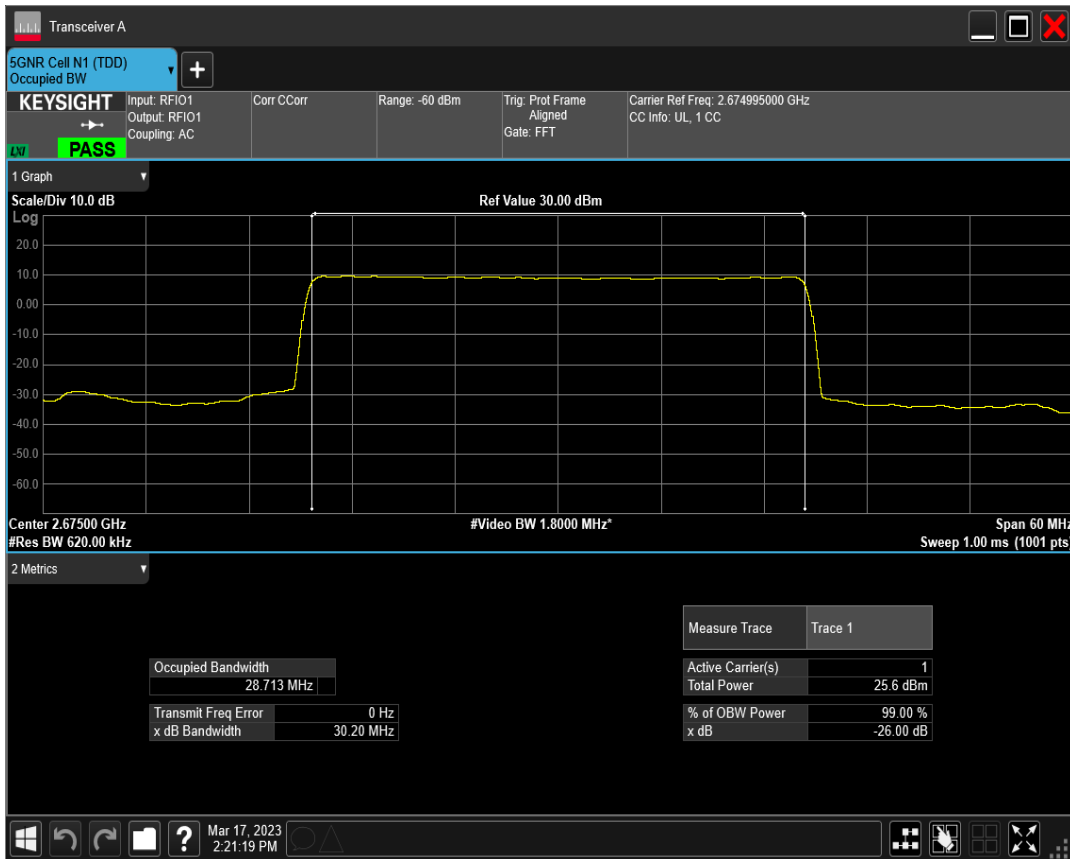 Transceiver A
5GNR Cell N1 (TDD)
Occupied BW
+
KEYSIGHT
LXI
PASS
Input: RFIO1
Output: RFIO1
Coupling: AC
Corr CCorr
Range: -60 dBm
Trig: Prot Frame
Aligned
Gate: FFT
Carrier Ref Freq: 2.674995000 GHz
CC Info: UL, 1 CC
1 Graph
Scale/Div 10.0 dB
Ref Value 30.00 dBm
Log
20.0
10.0
0.00
-10.0
-20.0
-30.0
-40.0
-50.0
-60.0
Center 2.67500 GHz
#Video BW 1.8000 MHz*
Span 60 MHz
#Res BW 620.00 kHz
Sweep 1.00 ms (1001 pts)
2 Metrics
Measure Trace Trace 1
Occupied Bandwidth
28.713 MHz
Active Carrier(s) 1
Total Power 25.6 dBm
Transmit Freq Error 0 Hz
x dB Bandwidth 30.20 MHz
% of OBW Power 99.00 %
x dB -26.00 dB
?
Mar 17, 2023
2:21:19 PM